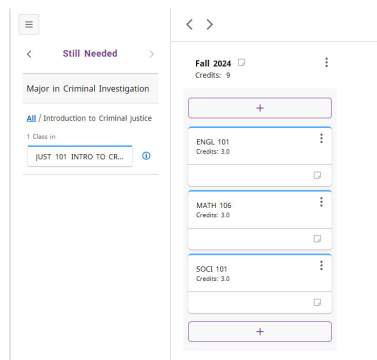 Still Needed
Major in Criminal Investigation
All / Introduction to Criminal Justice
1 Class in
JUST 101 INTRO TO CR...
Fall 2024
Credits: 9
ENGL 101
Credits: 3.0
MATH 106
Credits: 3.0
SOCI 101
Credits: 3.0